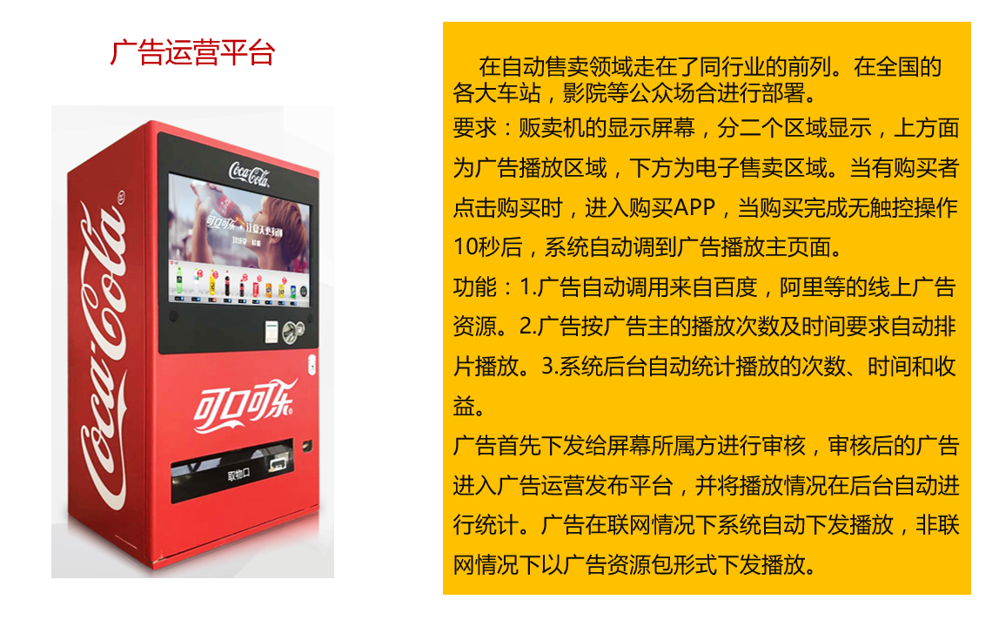 广告运营平台
在自动售卖领域走在了同行业的前列。在全国的
各大车站，影院等公众场合进行部署。
要求：贩卖机的显示屏幕，分二个区域显示，上方面
为广告播放区域，下方为电子售卖区域。当有购买者
点击购买时，进入购买APP，当购买完成无触控操作
10秒后，系统自动调到广告播放主页面。
功能：1.广告自动调用来自百度，阿里等的线上广告
资源。2.广告按广告主的播放次数及时间要求自动排
片播放。3.系统后台自动统计播放的次数、时间和收
益。
广告首先下发给屏幕所属方进行审核，审核后的广告
进入广告运营发布平台，并将播放情况在后台自动进
行统计。广告在联网情况下系统自动下发播放，非联
网情况下以广告资源包形式下发播放。
Coca-Cola
Coca-Cola®
可口可乐
让夏天更有
可口可乐®
取物口